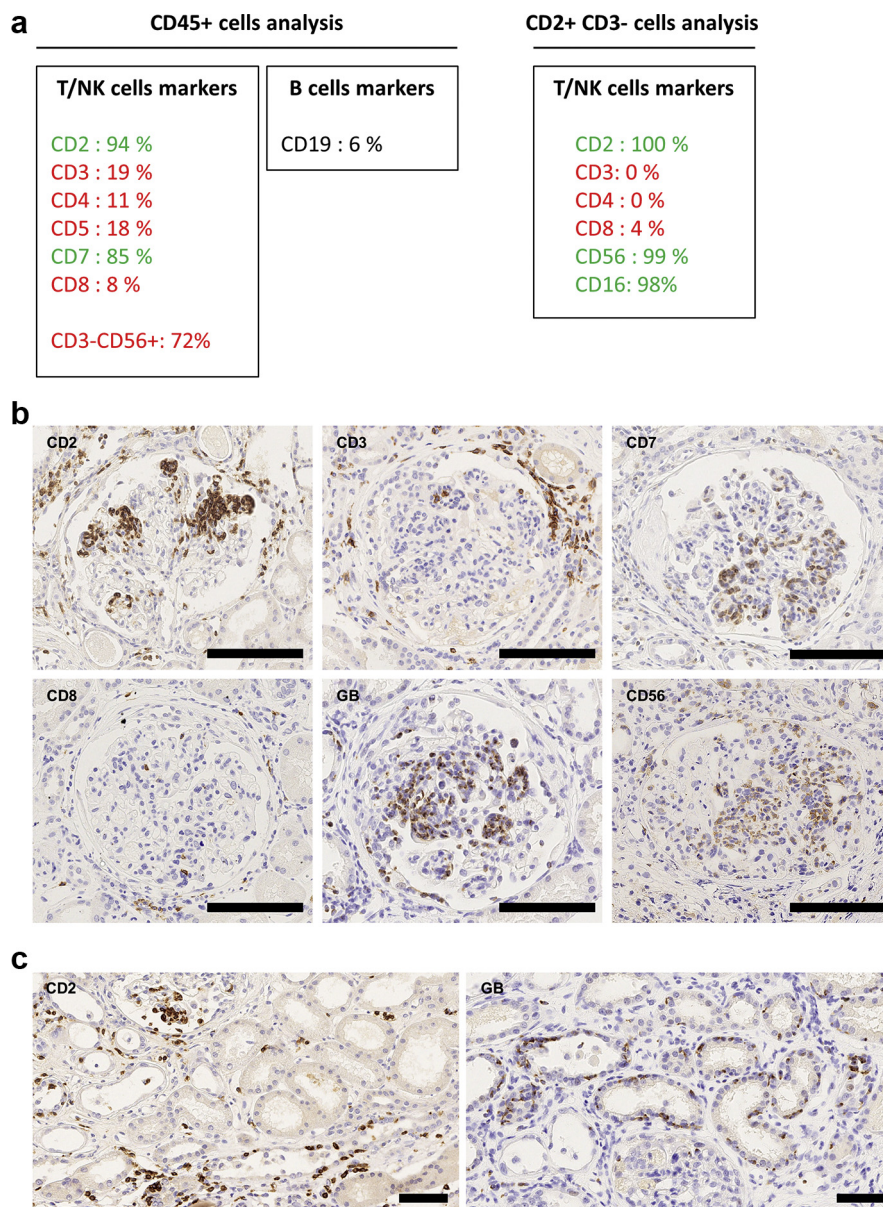 a
CD45+ cells analysis
CD2+ CD3- cells analysis
T/NK cells markers
CD2 : 94 %
CD3 : 19 %
CD4 : 11 %
CD5 : 18 %
CD7 : 85 %
CD8 : 8 %
CD3-CD56+: 72%
B cells markers
CD19 : 6 %
T/NK cells markers
CD2 : 100 %
CD3: 0 %
CD4 : 0 %
CD8 : 4 %
CD56 : 99 %
CD16: 98%
b
CD2
CD3
CD7
CD8
GB
CD56
c
CD2
GB